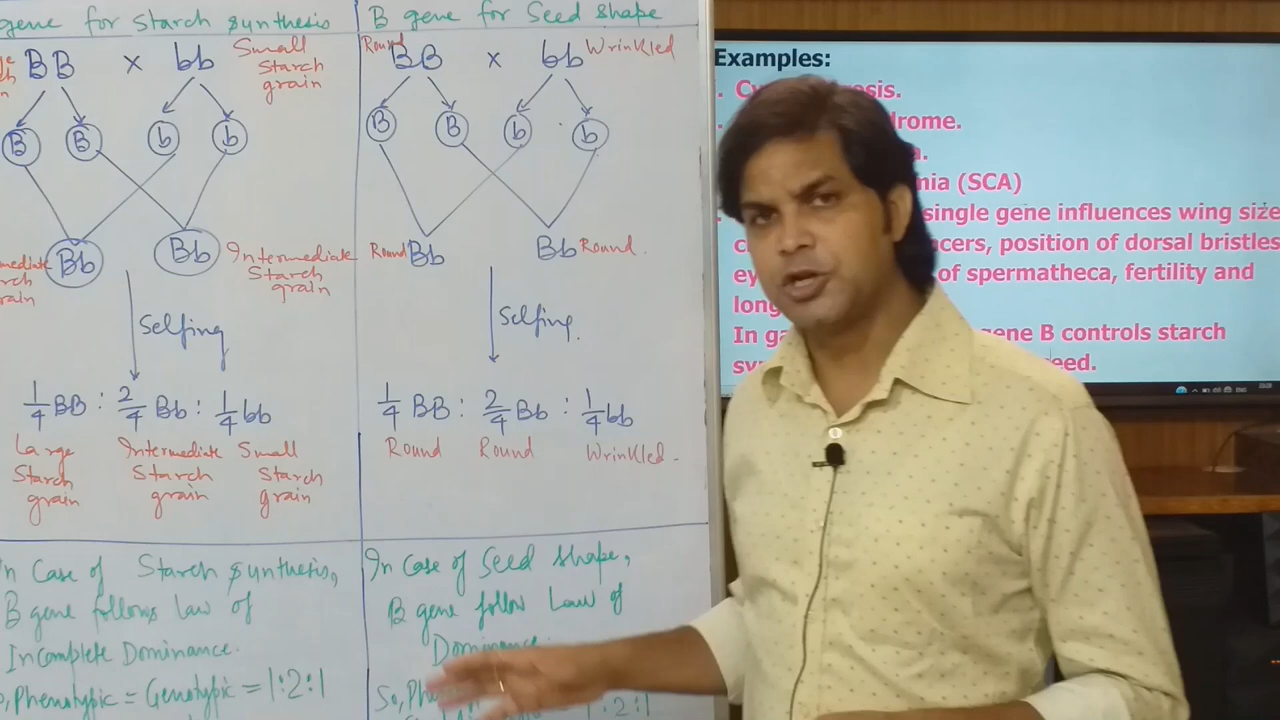 gene for Starch synthesis
BB x bb Small
Starch
grain
B B b b
Bb Bb Intermediate
Starch
grain
Selfing
1/4 BB : 2/4 Bb : 1/4 bb
Large Intermediate Small
Starch Starch Starch
grain grain grain
In Case of Starch synthesis,
B gene follows Law of
Incomplete Dominance.
So, Phenotypic = Genotypic = 1:2:1
B gene for Seed shape
Round BB x bb Wrinkled
B B b b
Round Bb Bb Round.
Selfing.
1/4 BB : 2/4 Bb : 1/4 bb
Round Round Wrinkled.
In Case of Seed shape,
B gene follow Law of
Dominance.
So,
1:2:1
Examples:
(SCA)
single gene influences wing size
position of dorsal bristles
of spermatheca, fertility and
In
gene B controls starch